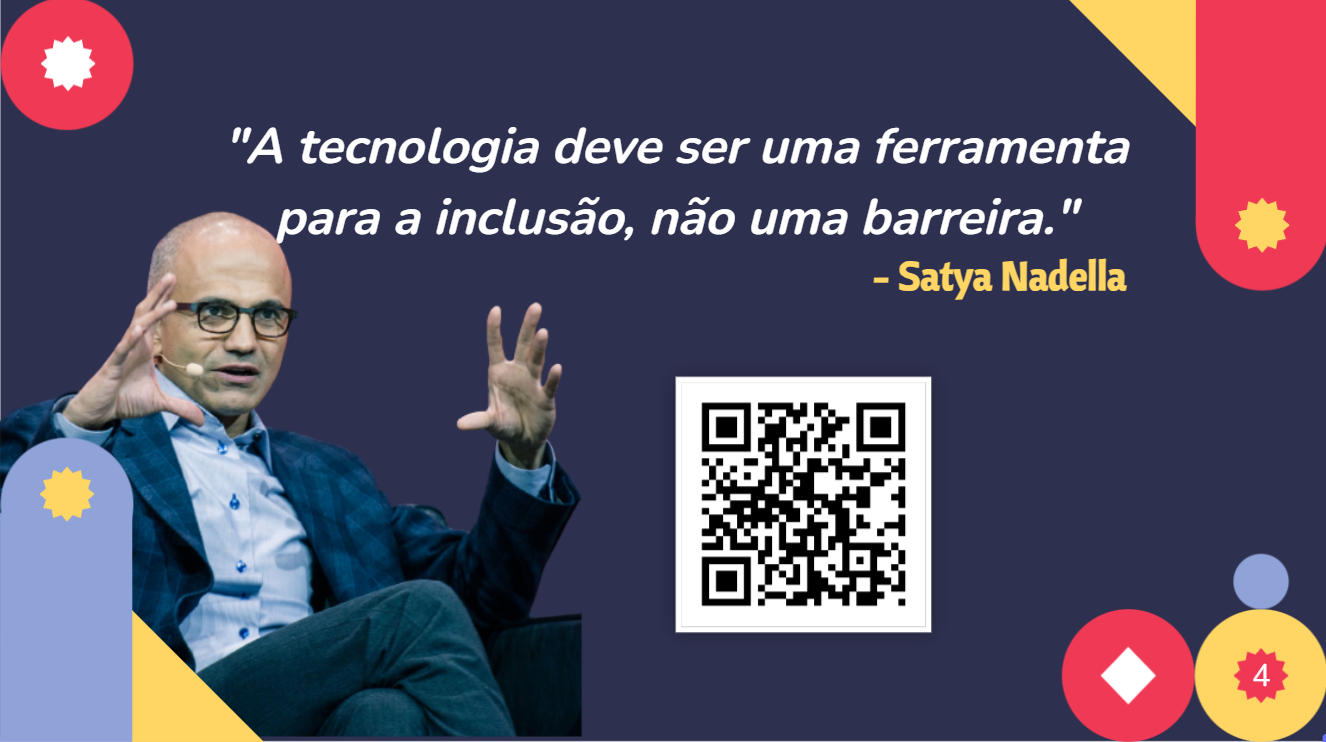 "A tecnologia deve ser uma ferramenta
para a inclusão, não uma barreira."
- Satya Nadella
4